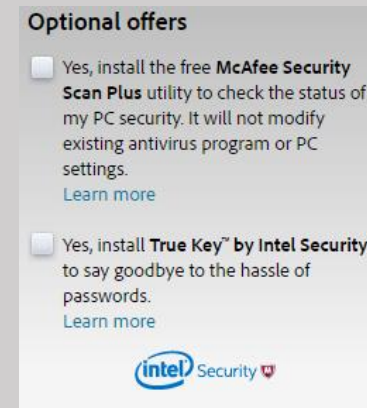 Optional offers
Yes, install the free McAfee Security
Scan Plus utility to check the status of
my PC security. It will not modify
existing antivirus program or PC
settings.
Learn more
Yes, install True Key™ by Intel Security
to say goodbye to the hassle of
passwords.
Learn more
intel Security